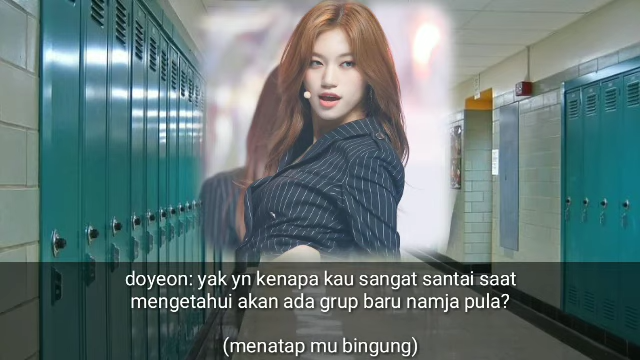 doyeon: yak yn kenapa kau sangat santai saat
mengetahui akan ada grup baru namja pula?
(menatap mu bingung)